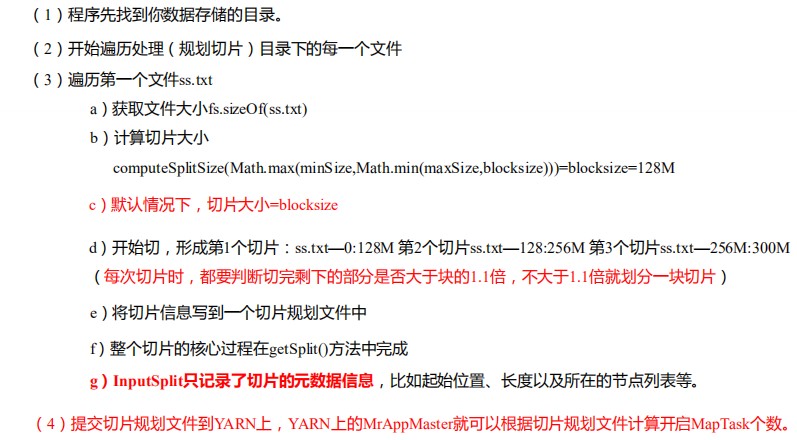 （1）程序先找到你数据存储的目录。
（2）开始遍历处理（规划切片）目录下的每一个文件
（3）遍历第一个文件ss.txt
a）获取文件大小fs.sizeOf(ss.txt)
b）计算切片大小
computeSplitSize(Math.max(minSize,Math.min(maxSize,blocksize)))=blocksize=128M
c）默认情况下，切片大小=blocksize
d）开始切，形成第1个切片：ss.txt—0:128M 第2个切片ss.txt—128:256M 第3个切片ss.txt—256M:300M
（每次切片时，都要判断切完剩下的部分是否大于块的1.1倍，不大于1.1倍就划分一块切片）
e）将切片信息写到一个切片规划文件中
f）整个切片的核心过程在getSplit()方法中完成
g）InputSplit只记录了切片的元数据信息，比如起始位置、长度以及所在的节点列表等。
（4）提交切片规划文件到YARN上，YARN上的MrAppMaster就可以根据切片规划文件计算开启MapTask个数。